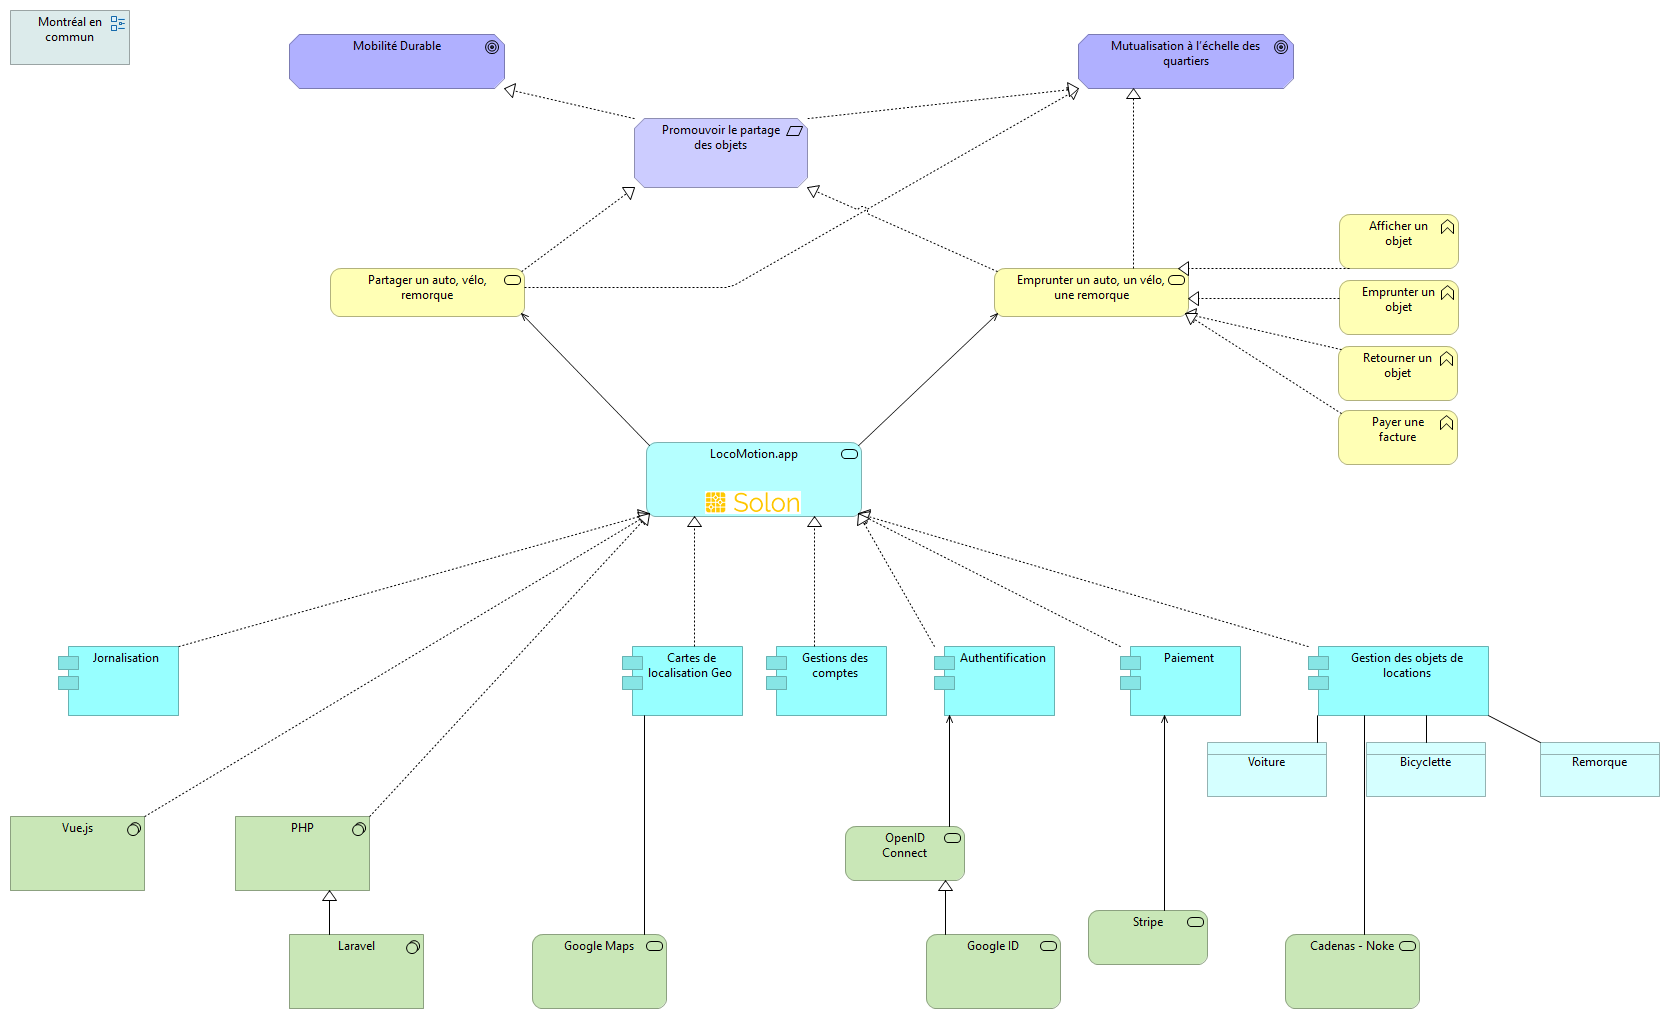 Montréal en
commun
Mobilité Durable
Mutualisation à l'échelle des
quartiers
Promouvoir le partage
des objets
Afficher un
objet
Partager un auto, vélo,
remorque
Emprunter un auto, un vélo,
une remorque
Emprunter un
objet
Retourner un
objet
Payer une
facture
LocoMotion.app
Solon
Jornalisation
Cartes de
localisation Geo
Gestions des
comptes
Authentification
Paiement
Gestion des objets de
locations
Voiture
Bicyclette
Remorque
Vue.js
PHP
OpenID
Connect
Stripe
Laravel
Google Maps
Google ID
Cadenas - Noke